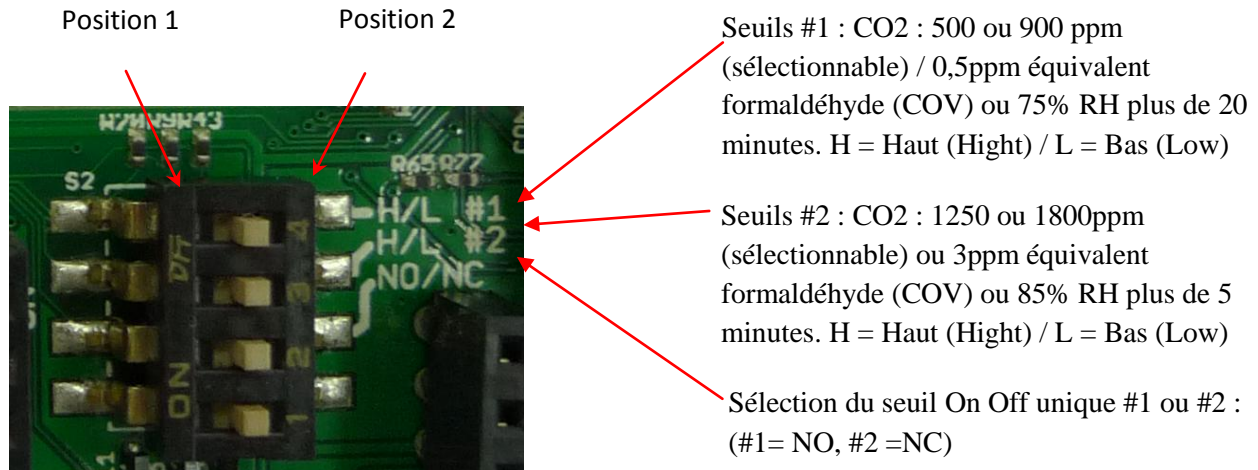 Position 1
Position 2
Seuils #1 : CO2 : 500 ou 900 ppm
(sélectionnable) / 0,5ppm équivalent
formaldéhyde (COV) ou 75% RH plus de 20
minutes. H = Haut (Hight) / L = Bas (Low)
Seuils #2 : CO2 : 1250 ou 1800ppm
(sélectionnable) ou 3ppm équivalent
formaldéhyde (COV) ou 85% RH plus de 5
minutes. H = Haut (Hight) / L = Bas (Low)
Sélection du seuil On Off unique #1 ou #2 :
(#1= NO, #2 =NC)
R65 R77
S2
H/L #1
H/L #2
NO/NC
4
3
2
1
ON